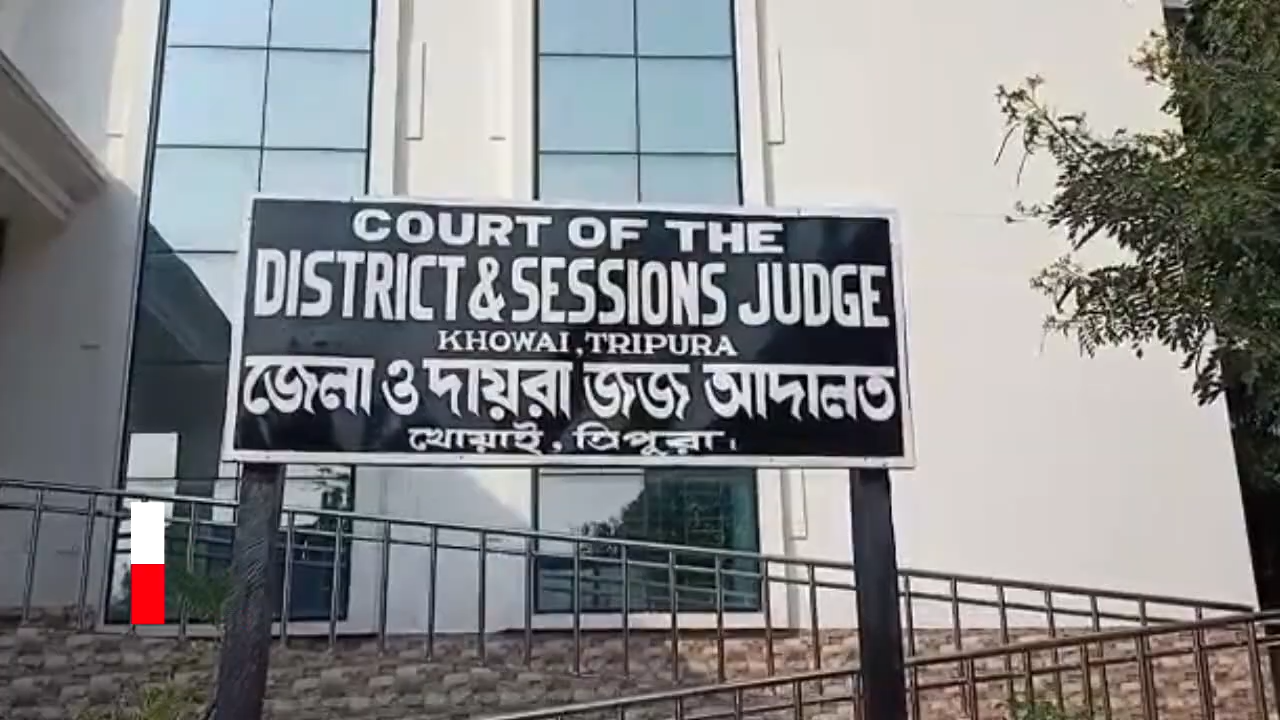 COURT OF THE
DISTRICT & SESSIONS JUDGE
KHOWAI, TRIPURA
জেলা ও দায়রা জজ আদালত
খোয়াই, ত্রিপুরা।